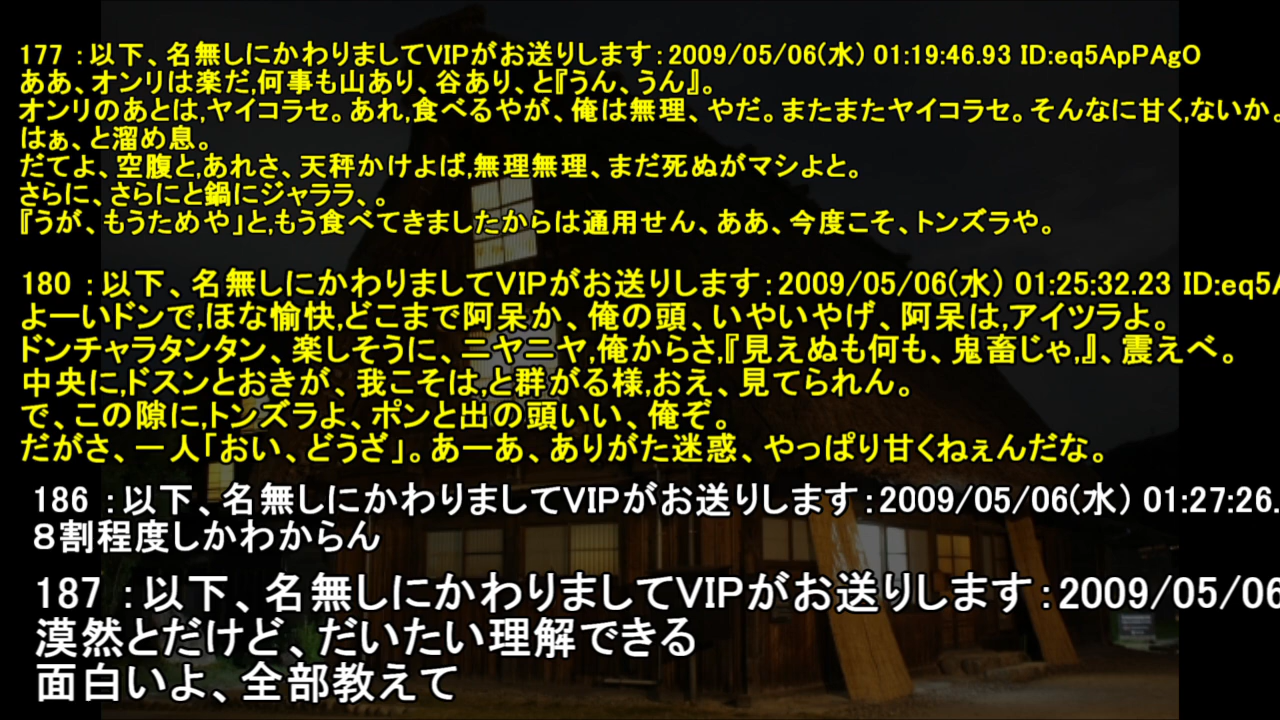 177 :以下、名無しにかわりましてVIPがお送りします:2009/05/06(水) 01:19:46.93 ID:eq5ApPAgO
ああ、オンリは楽だ,何事も山あり、谷あり、と『うん、うん』。
オンリのあとは,ヤイコラセ。あれ,食べるやが、俺は無理、やだ。またまたヤイコラセ。そんなに甘く,ないか。
はぁ、と溜め息。
だてよ、空腹と,あれさ、天秤かけよば,無理無理、まだ死ぬがマシよと。
さらに、さらにと鍋にジャララ、。
『うが、もうためや」と,もう食べてきましたからは通用せん、ああ、今度こそ、トンズラや。
180 :以下、名無しにかわりましてVIPがお送りします:2009/05/06(水) 01:25:32.23 ID:eq5A
よーいドンで,ほな愉快,どこまで阿呆か、俺の頭、いやいやげ、阿呆は,アイツラよ。
ドンチャラタンタン、楽しそうに、ニヤニヤ,俺からさ,『見えぬも何も、鬼畜じゃ,』、震えべ。
中央に,ドスンとおきが、我こそは,と群がる様,おえ、見てられん。
で、この隙に,トンズラよ、ポンと出の頭いい、俺ぞ。
だがさ、一人「おい、どうざ」。あーあ、ありがた迷惑、やっぱり甘くねぇんだな。
186 :以下、名無しにかわりましてVIPがお送りします:2009/05/06(水) 01:27:26.
８割程度しかわからん
187 :以下、名無しにかわりましてVIPがお送りします:2009/05/06
漠然とだけど、だいたい理解できる
面白いよ、全部教えて